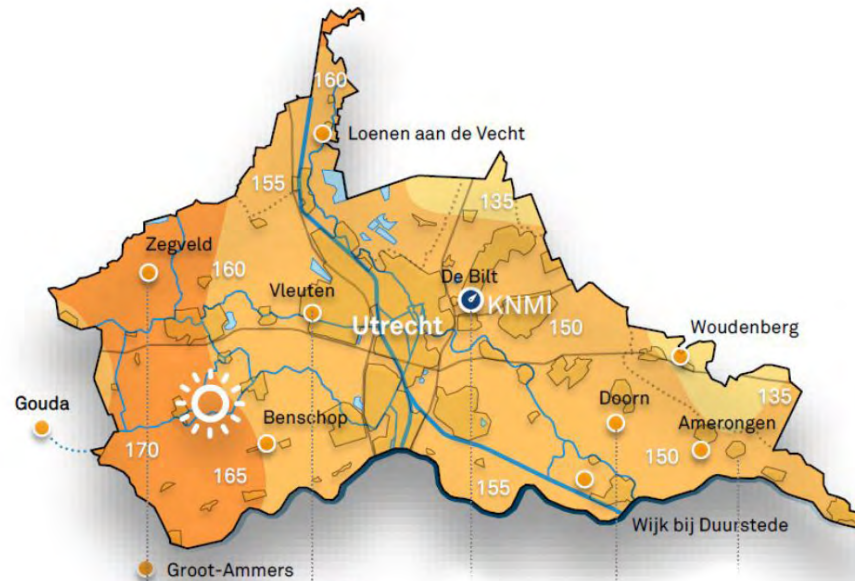 160
Loenen aan de Vecht
155
135
Zegveld
160
De Bilt
Vleuten
KNMI
Utrecht
150
Woudenberg
135
Gouda
Benschop
Doorn
Amerongen
170
165
150
155
Wijk bij Duurstede
Groot-Ammers